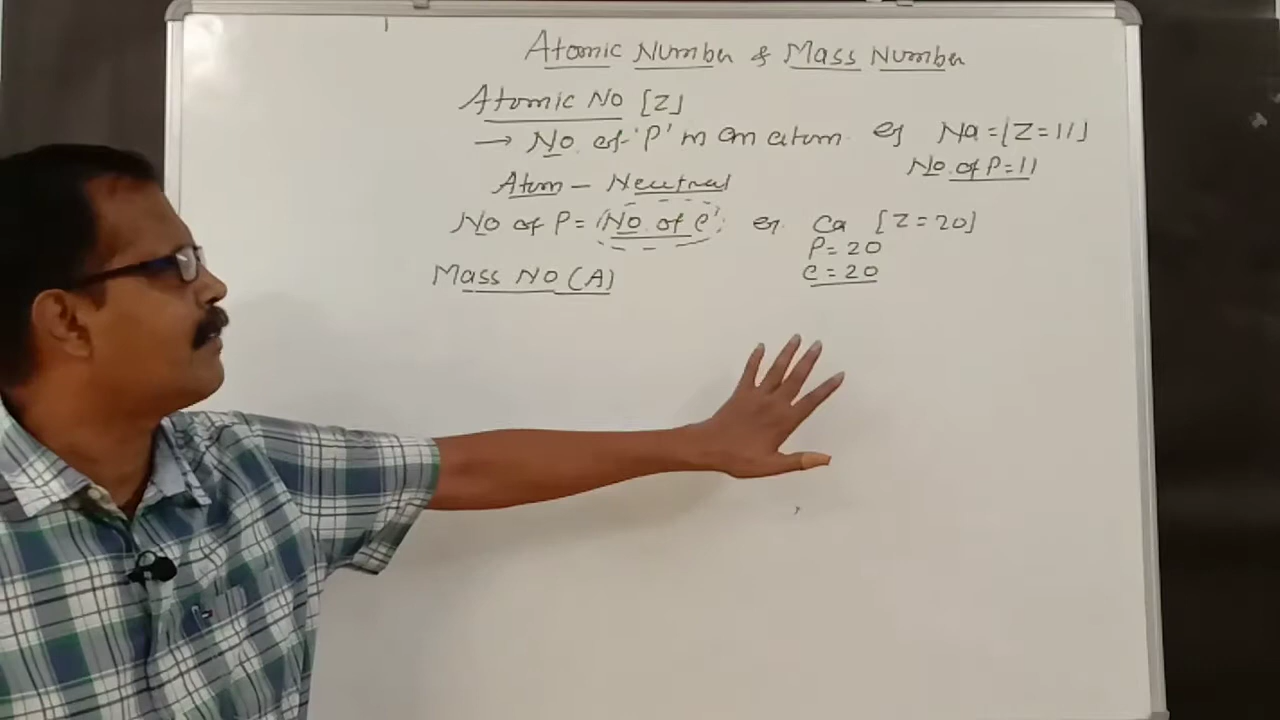 Atomic Number & Mass Number
Atomic No [Z]
→ No. of 'P' in an atom. eg Na = [Z = 11]
No. of P = 11
Atom - Neutral
No of P = 'No. of e' eg. Ca [Z = 20]
P = 20
e = 20
Mass No (A)